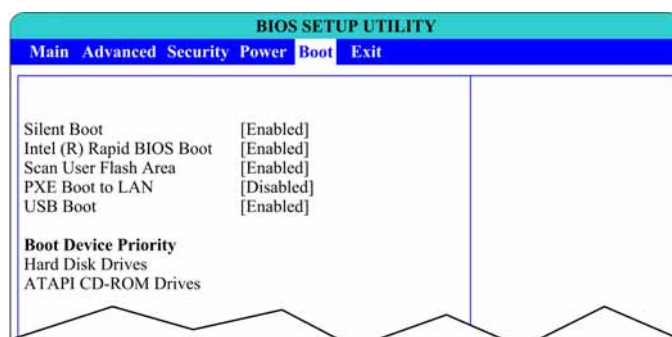 BIOS SETUP UTILITY
Main Advanced Security Power Boot Exit
Silent Boot [Enabled]
Intel (R) Rapid BIOS Boot [Enabled]
Scan User Flash Area [Enabled]
PXE Boot to LAN [Disabled]
USB Boot [Enabled]
Boot Device Priority
Hard Disk Drives
ATAPI CD-ROM Drives